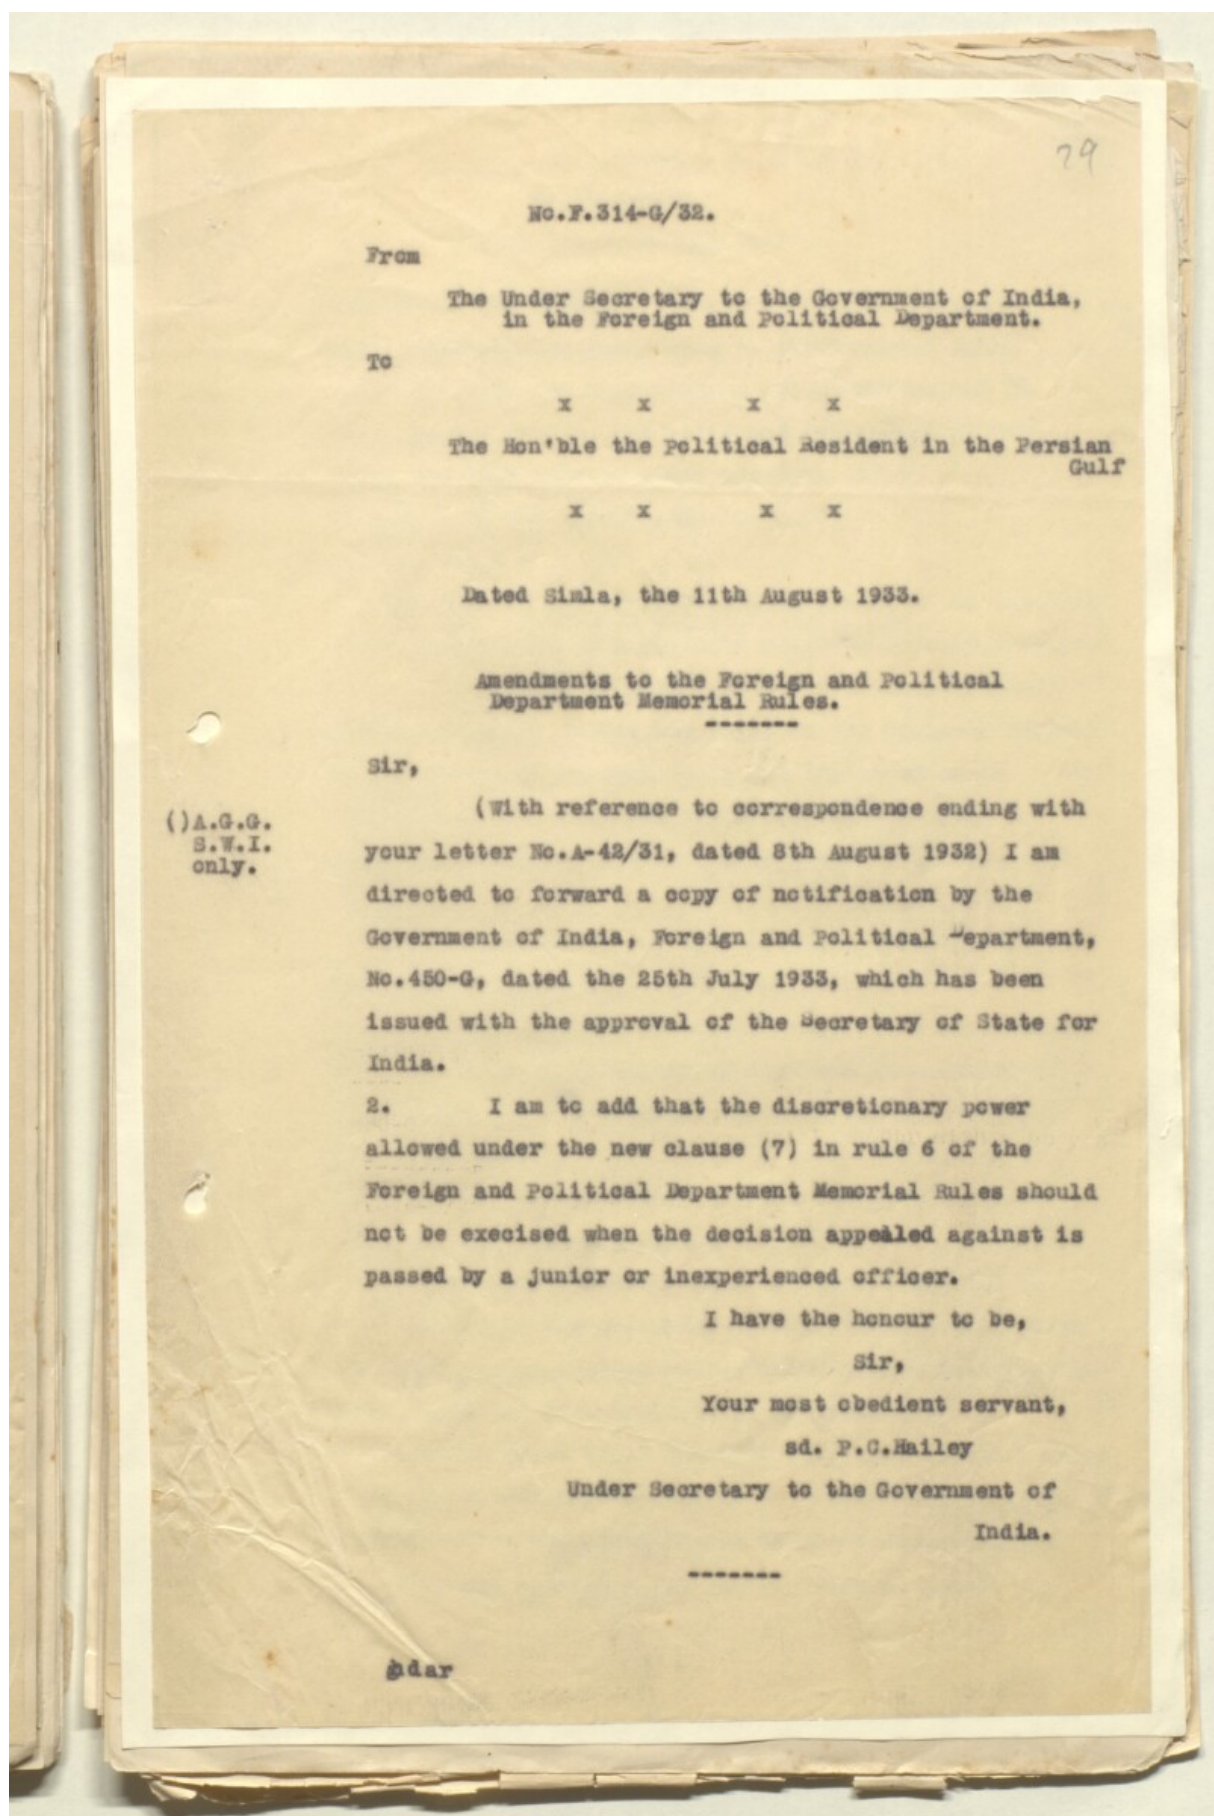 29
No.F.314-G/32.
From
The Under Secretary to the Government of India,
in the Foreign and Political Department.
To
x x x x
The Hon'ble the Political Resident in the Persian
Gulf
x x x x
Dated Simla, the 11th August 1933.
Amendments to the Foreign and Political
Department Memorial Rules.
-------
Sir,
(With reference to correspondence ending with
()A.G.G.
S.W.I.
only.
your letter No.A-42/31, dated 8th August 1932) I am
directed to forward a copy of notification by the
Government of India, Foreign and Political Department,
No.450-G, dated the 25th July 1933, which has been
issued with the approval of the Secretary of State for
India.
2. I am to add that the discretionary power
allowed under the new clause (7) in rule 6 of the
Foreign and Political Department Memorial Rules should
not be execised when the decision appealed against is
passed by a junior or inexperienced officer.
I have the honour to be,
Sir,
Your most obedient servant,
sd. P.C.Hailey
Under Secretary to the Government of
India.
-------